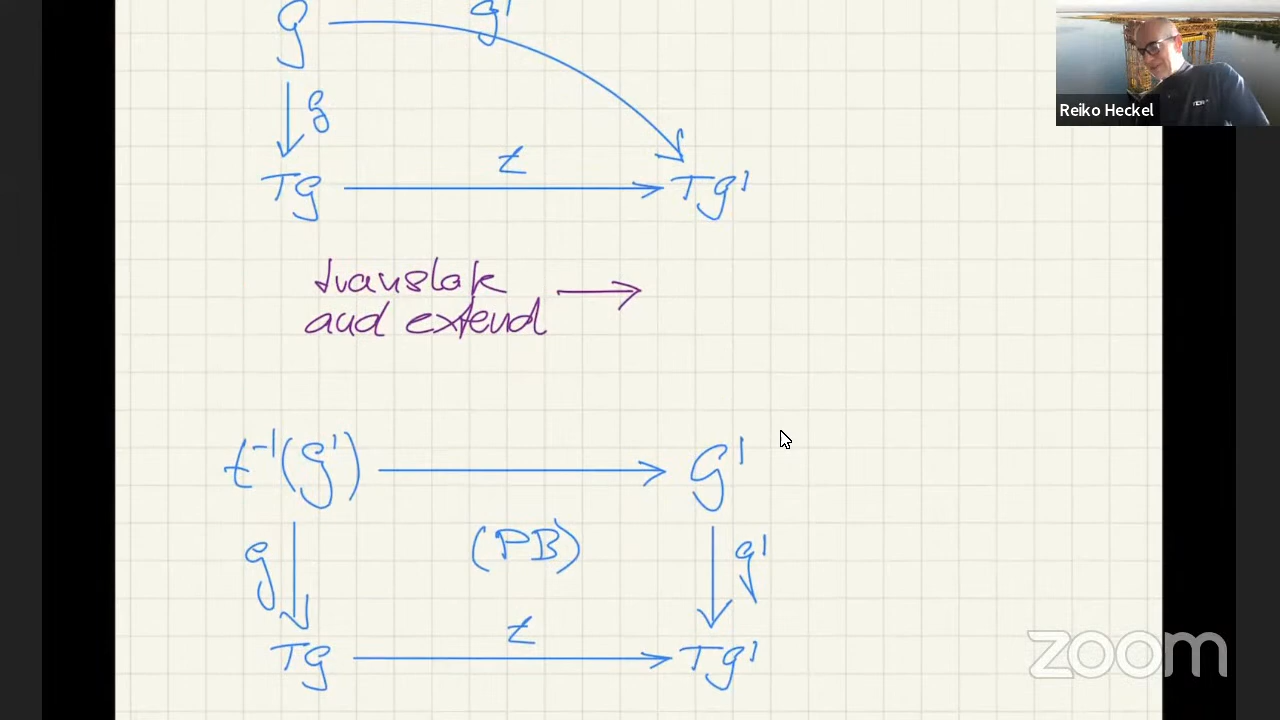 G g'
g
TG t TG'
translate
and extend
t⁻¹(G') G'
g (PB) g'
t
TG TG'
Reiko Heckel
zoom